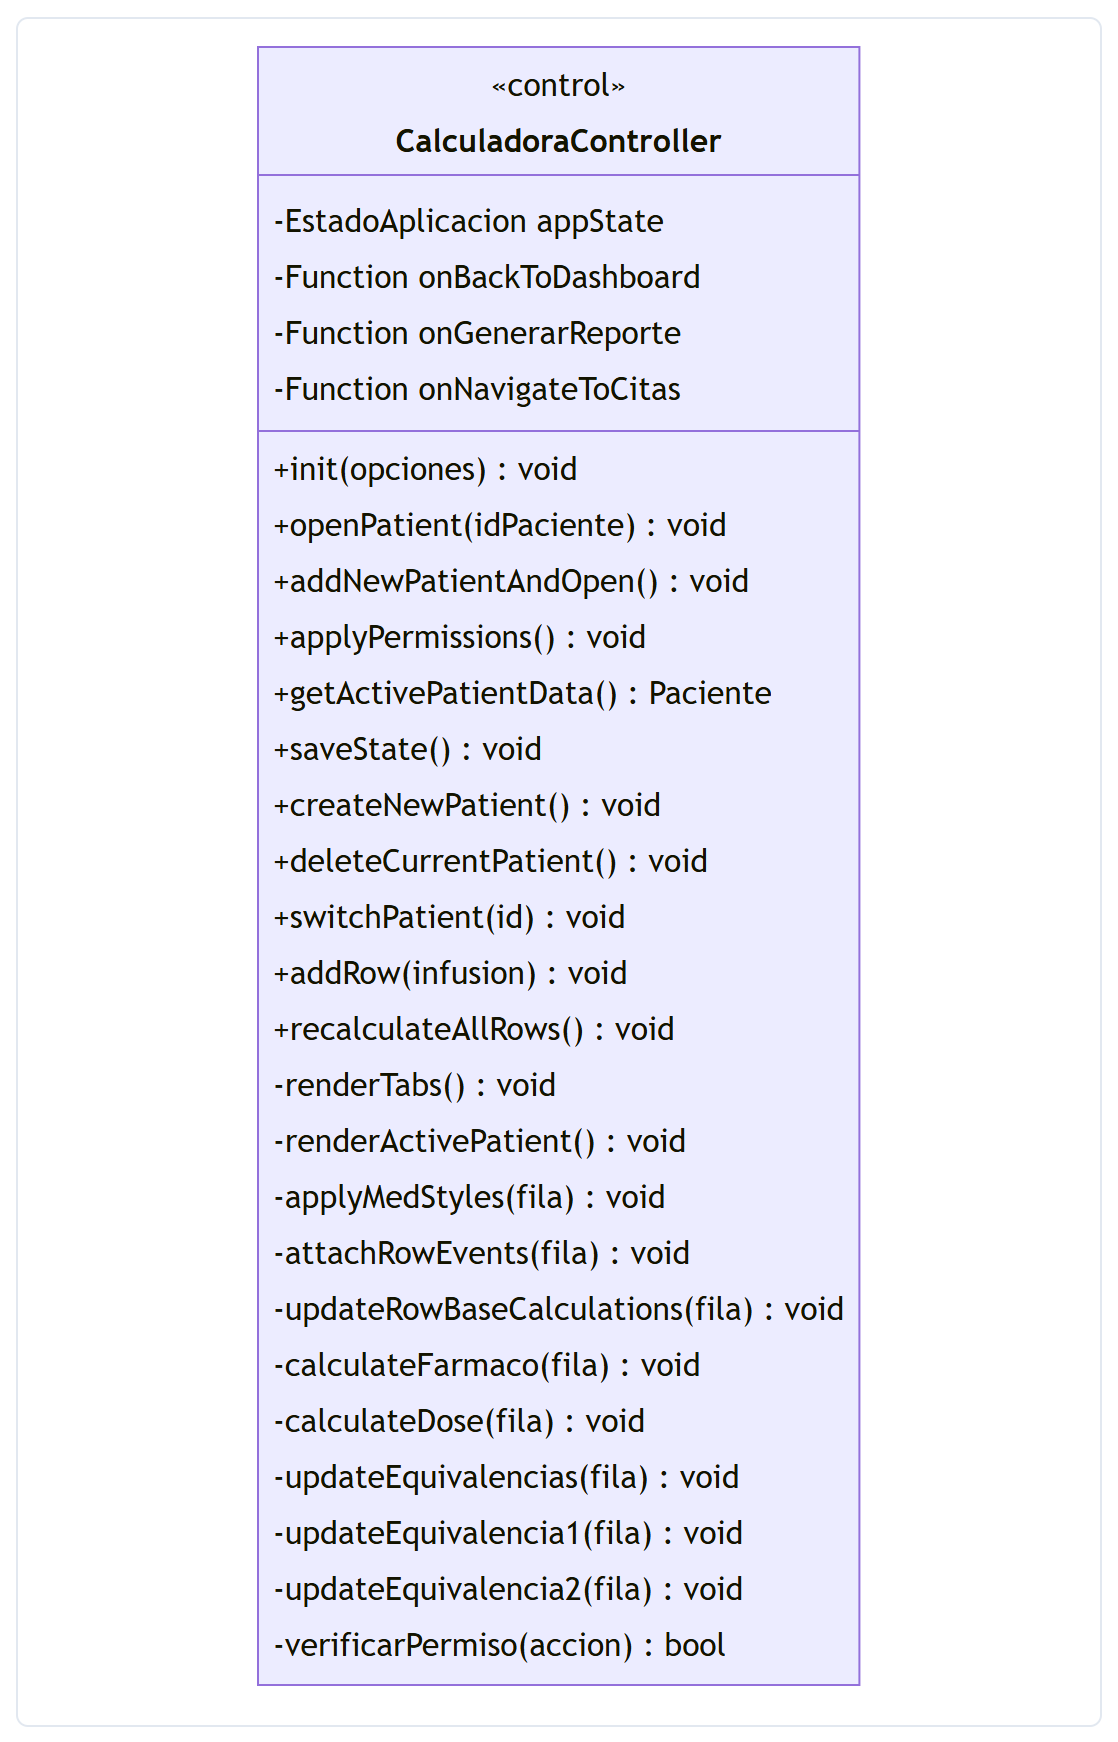 «control»
CalculadoraController
-EstadoAplicacion appState
-Function onBackToDashboard
-Function onGenerarReporte
-Function onNavigateToCitas
+init(opciones) : void
+openPatient(idPaciente) : void
+addNewPatientAndOpen() : void
+applyPermissions() : void
+getActivePatientData() : Paciente
+saveState() : void
+createNewPatient() : void
+deleteCurrentPatient() : void
+switchPatient(id) : void
+addRow(infusion) : void
+recalculateAllRows() : void
-renderTabs() : void
-renderActivePatient() : void
-applyMedStyles(fila) : void
-attachRowEvents(fila) : void
-updateRowBaseCalculations(fila) : void
-calculateFarmaco(fila) : void
-calculateDose(fila) : void
-updateEquivalencias(fila) : void
-updateEquivalencia1(fila) : void
-updateEquivalencia2(fila) : void
-verificarPermiso(accion) : bool